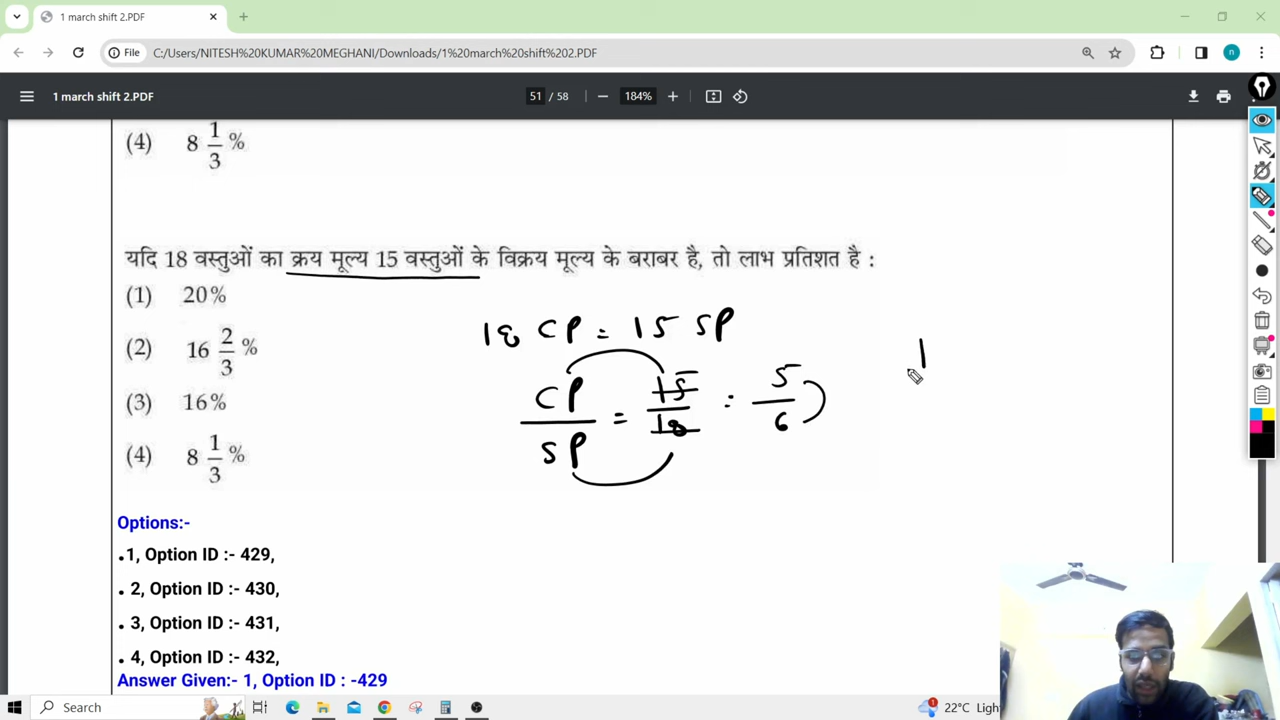 1 march shift 2.PDF
File
C:/Users/NITESH%20KUMAR%20MEGHANI/Downloads/1%20march%20shift%202.PDF
n
1 march shift 2.PDF
51 / 58
184%
(4) 8 1/3 %
यदि 18 वस्तुओं का क्रय मूल्य 15 वस्तुओं के विक्रय मूल्य के बराबर है, तो लाभ प्रतिशत है :
(1) 20%
(2) 16 2/3 %
(3) 16%
(4) 8 1/3 %
18 CP = 15 SP
CP/SP = 15/18 : 5/6 )
1
Options:-
.1, Option ID :- 429,
. 2, Option ID :- 430,
. 3, Option ID :- 431,
. 4, Option ID :- 432,
Answer Given:- 1, Option ID : -429
Search
22°C